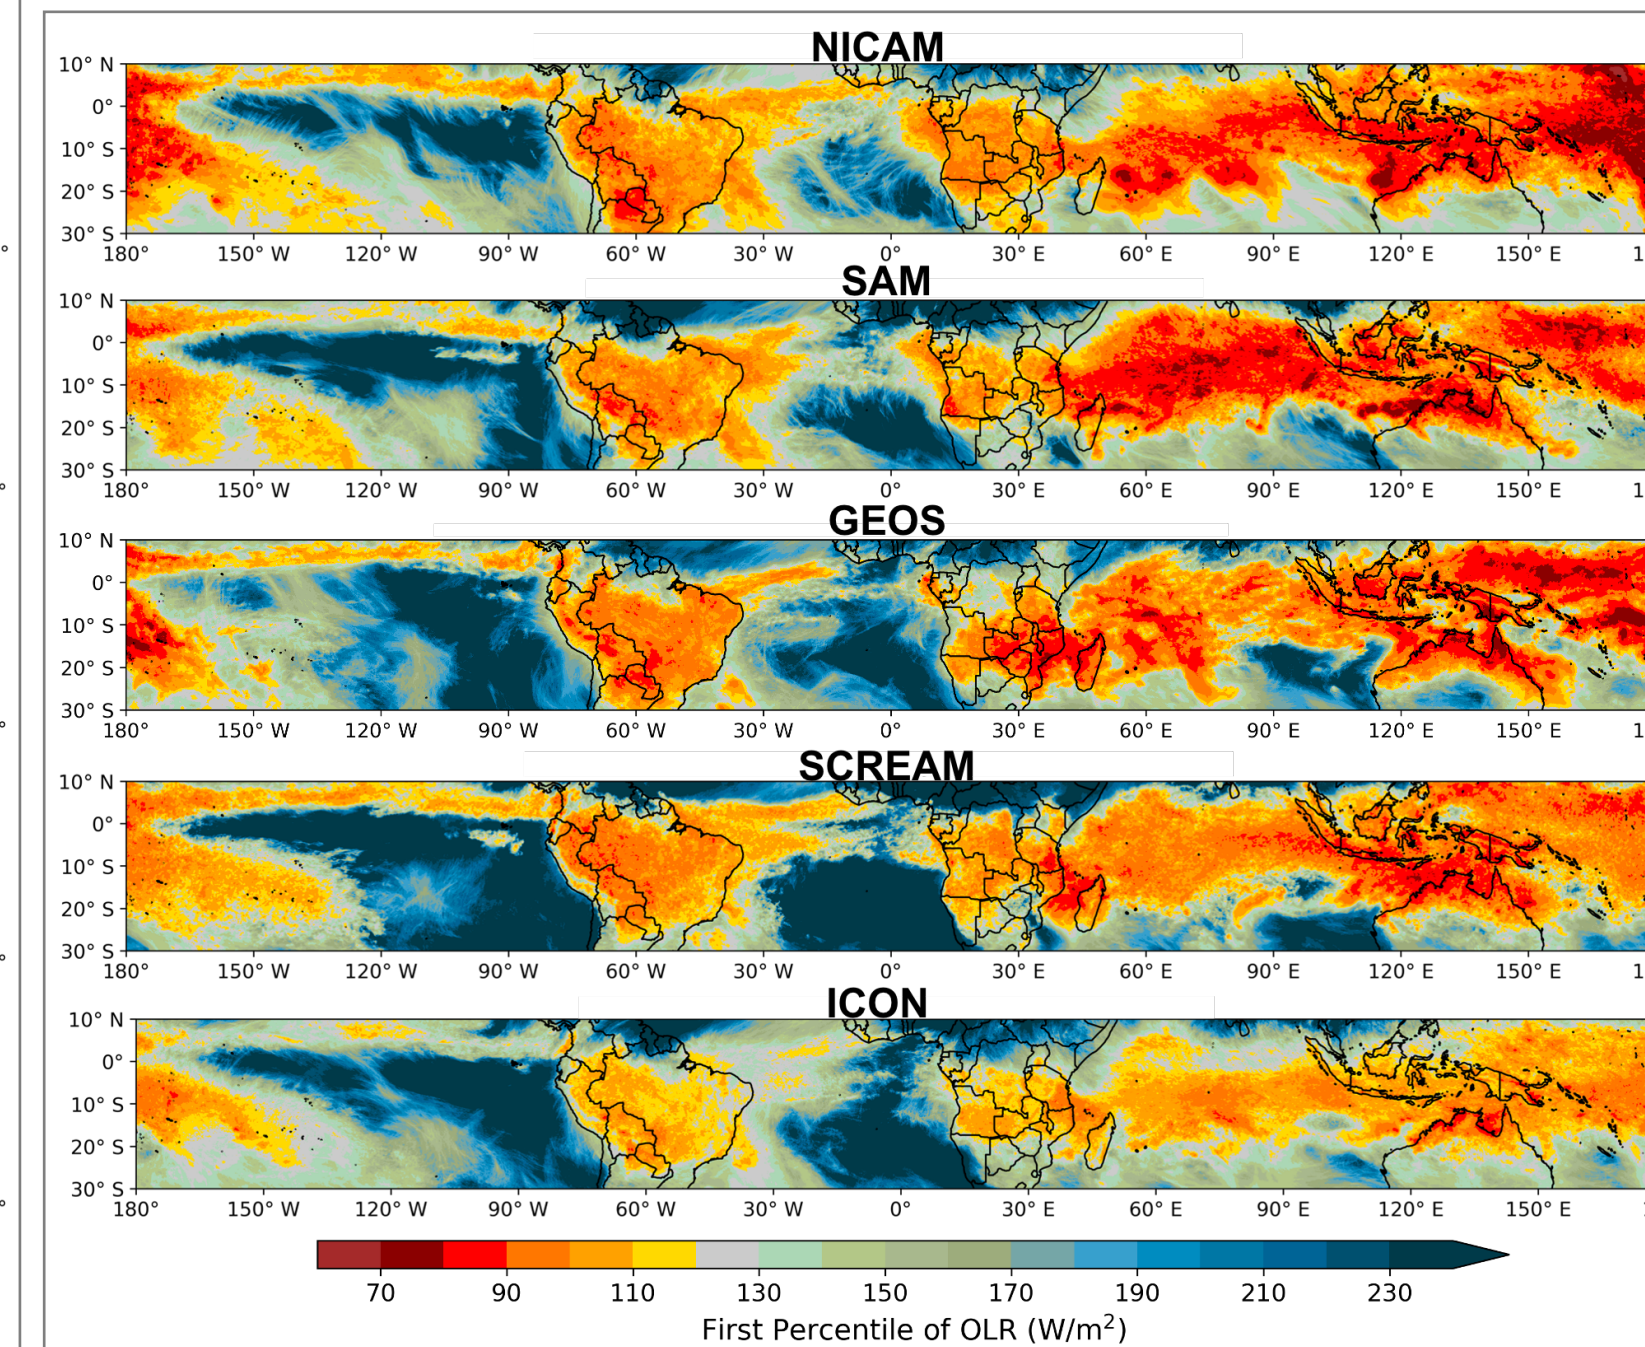 NICAM
10° N
0°
10° S
20° S
30° S
180° 150° W 120° W 90° W 60° W 30° W 0° 30° E 60° E 90° E 120° E 150° E 1
°
SAM
10° N
0°
10° S
20° S
30° S
180° 150° W 120° W 90° W 60° W 30° W 0° 30° E 60° E 90° E 120° E 150° E 1
°
GEOS
10° N
0°
10° S
20° S
30° S
180° 150° W 120° W 90° W 60° W 30° W 0° 30° E 60° E 90° E 120° E 150° E 1
°
SCREAM
10° N
0°
10° S
20° S
30° S
180° 150° W 120° W 90° W 60° W 30° W 0° 30° E 60° E 90° E 120° E 150° E 1
°
ICON
10° N
0°
10° S
20° S
30° S
180° 150° W 120° W 90° W 60° W 30° W 0° 30° E 60° E 90° E 120° E 150° E
°
70 90 110 130 150 170 190 210 230
First Percentile of OLR (W/m²)